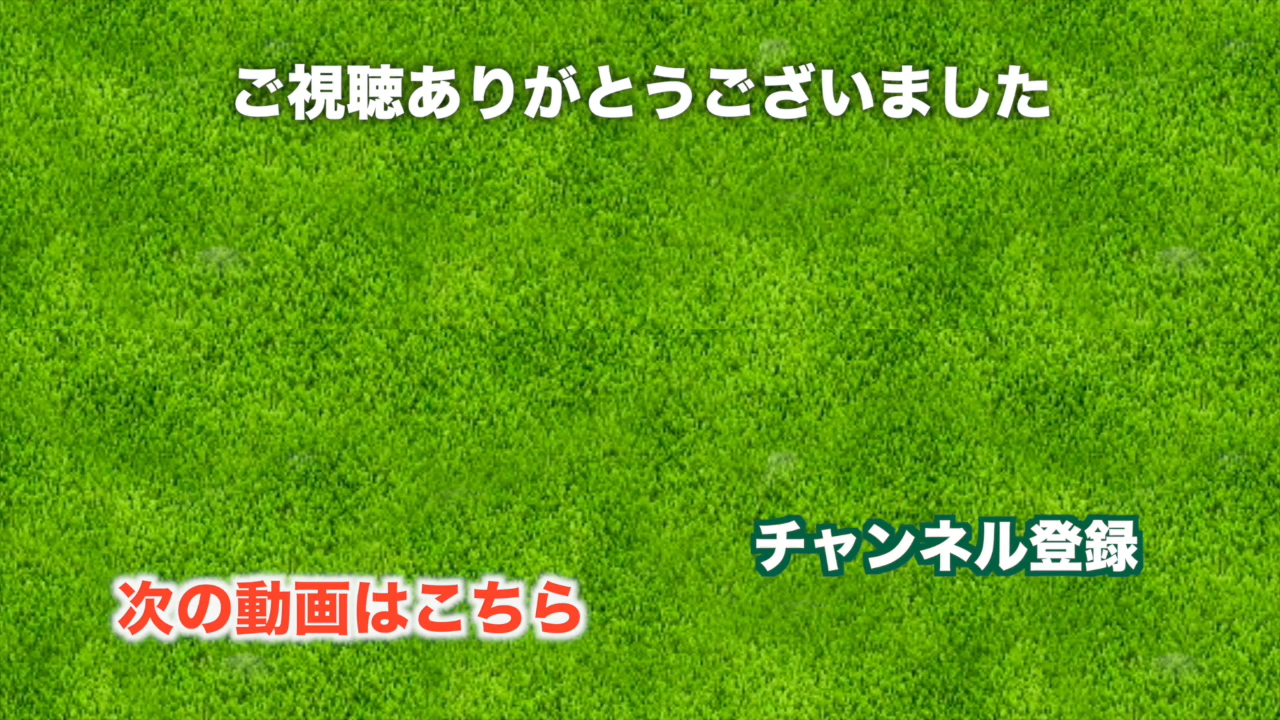 ご視聴ありがとうございました
チャンネル登録
次の動画はこちら